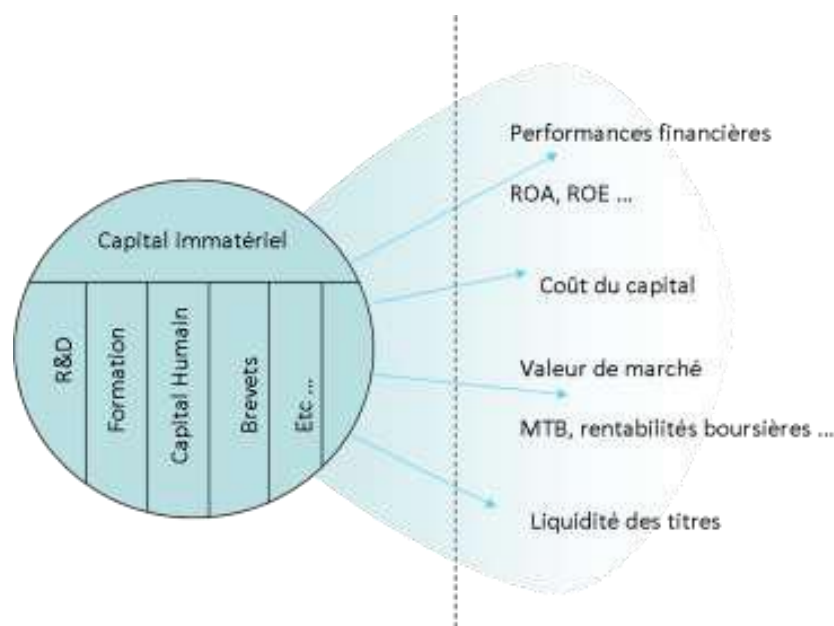 Capital immatériel
R&D
Formation
Capital Humain
Brevets
Etc ...
Performances financières
ROA, ROE ...
Coût du capital
Valeur de marché
MTB, rentabilités boursières ...
Liquidité des titres